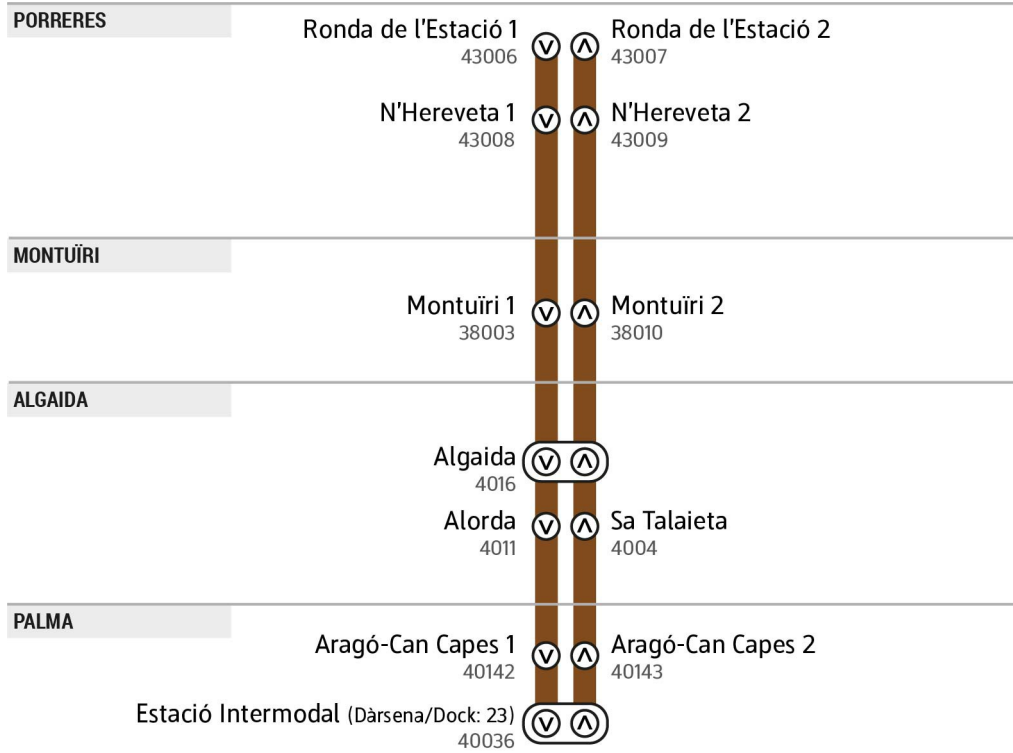 PORRERES
Ronda de l'Estació 1
43006
Ronda de l'Estació 2
43007
N'Hereveta 1
43008
N'Hereveta 2
43009
MONTUÏRI
Montuïri 1
38003
Montuïri 2
38010
ALGAIDA
Algaida
4016
Alorda
4011
Sa Talaieta
4004
PALMA
Aragó-Can Capes 1
40142
Aragó-Can Capes 2
40143
Estació Intermodal (Dàrsena/Dock: 23)
40036